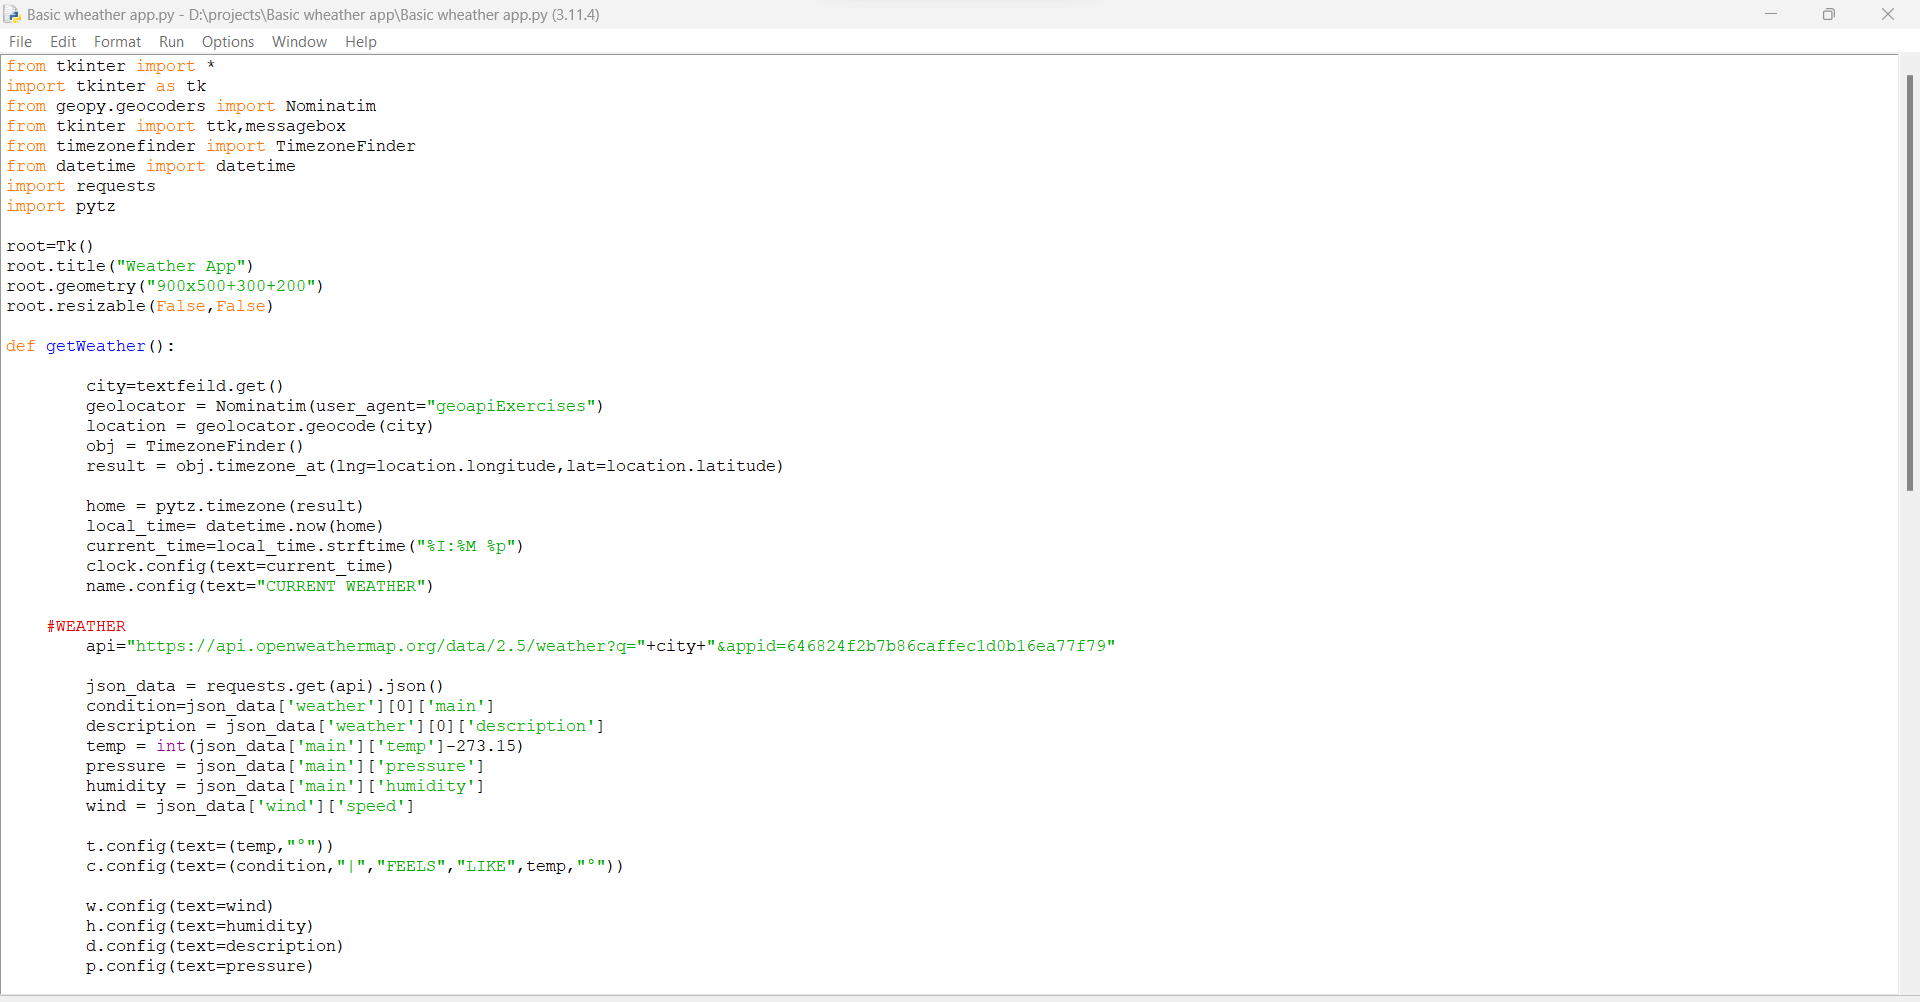 Basic wheather app.py - D:\projects\Basic wheather app\Basic wheather app.py (3.11.4)
File Edit Format Run Options Window Help
from tkinter import *
import tkinter as tk
from geopy.geocoders import Nominatim
from tkinter import ttk,messagebox
from timezonefinder import TimezoneFinder
from datetime import datetime
import requests
import pytz

root=Tk()
root.title("Weather App")
root.geometry("900x500+300+200")
root.resizable(False,False)

def getWeather():

        city=textfeild.get()
        geolocator = Nominatim(user_agent="geoapiExercises")
        location = geolocator.geocode(city)
        obj = TimezoneFinder()
        result = obj.timezone_at(lng=location.longitude,lat=location.latitude)

        home = pytz.timezone(result)
        local_time= datetime.now(home)
        current_time=local_time.strftime("%I:%M %p")
        clock.config(text=current_time)
        name.config(text="CURRENT WEATHER")

    #WEATHER
        api="https://api.openweathermap.org/data/2.5/weather?q="+city+"&appid=646824f2b7b86caffec1d0b16ea77f79"

        json_data = requests.get(api).json()
        condition=json_data['weather'][0]['main']
        description = json_data['weather'][0]['description']
        temp = int(json_data['main']['temp']-273.15)
        pressure = json_data['main']['pressure']
        humidity = json_data['main']['humidity']
        wind = json_data['wind']['speed']

        t.config(text=(temp,"°"))
        c.config(text=(condition,"|","FEELS","LIKE",temp,"°"))

        w.config(text=wind)
        h.config(text=humidity)
        d.config(text=description)
        p.config(text=pressure)